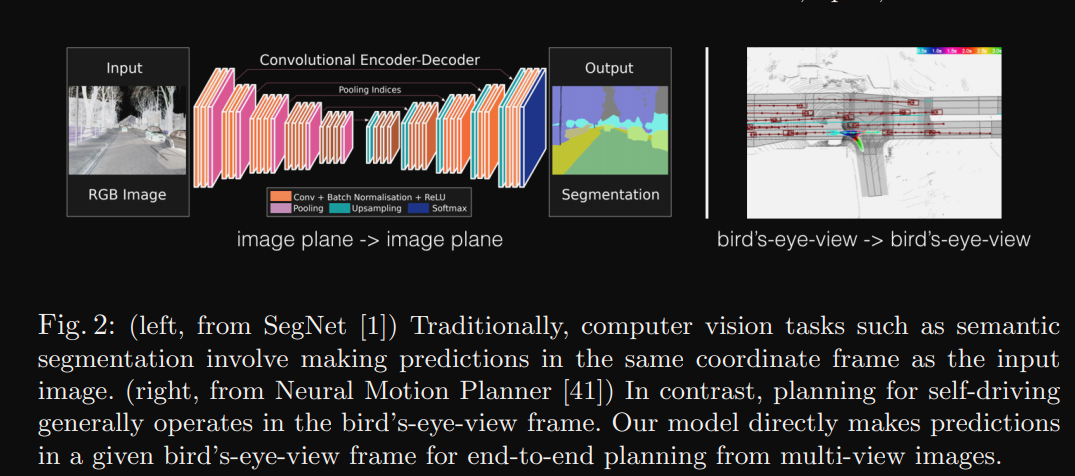 Input
Convolutional Encoder-Decoder
Output
Pooling Indices
RGB Image
Conv + Batch Normalisation + ReLU
Pooling Upsampling Softmax
Segmentation
image plane -> image plane
bird's-eye-view -> bird's-eye-view
Fig. 2: (left, from SegNet [1]) Traditionally, computer vision tasks such as semantic
segmentation involve making predictions in the same coordinate frame as the input
image. (right, from Neural Motion Planner [41]) In contrast, planning for self-driving
generally operates in the bird's-eye-view frame. Our model directly makes predictions
in a given bird's-eye-view frame for end-to-end planning from multi-view images.